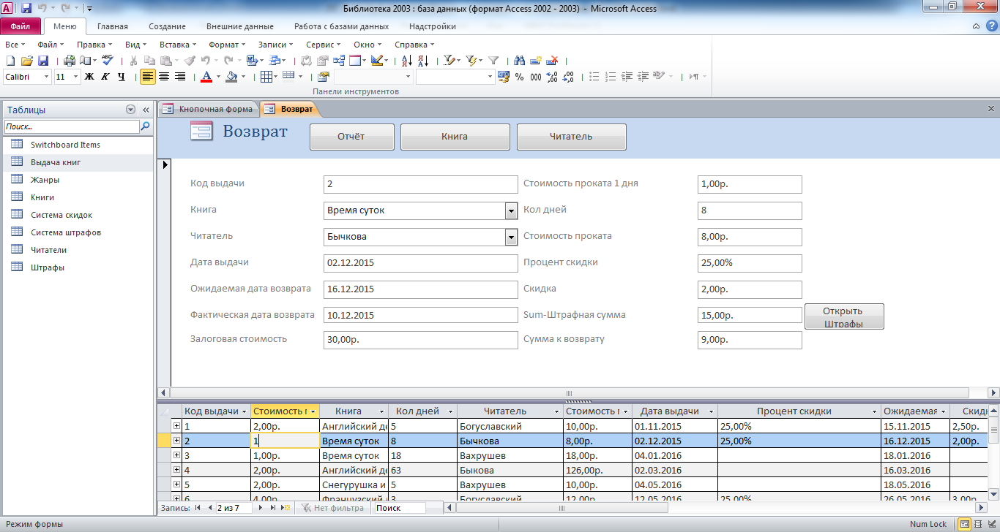 Библиотека 2003 : база данных (формат Access 2002 - 2003) - Microsoft Access
Файл Меню Главная Создание Внешние данные Работа с базами данных Надстройки
Все Файл Правка Вид Вставка Формат Записи Сервис Окно Справка
Calibri 11 Ж К Ч
Панели инструментов
Таблицы
Поиск...
Switchboard Items
Выдача книг
Жанры
Книги
Система скидок
Система штрафов
Читатели
Штрафы
Кнопочная форма Возврат
Возврат Отчёт Книга Читатель
Код выдачи 2 Стоимость проката 1 дня 1,00р.
Книга Время суток Кол дней 8
Читатель Бычкова Стоимость проката 8,00р.
Дата выдачи 02.12.2015 Процент скидки 25,00%
Ожидаемая дата возврата 16.12.2015 Скидка 2,00р.
Фактическая дата возврата 10.12.2015 Sum-Штрафная сумма 15,00р. Открыть Штрафы
Залоговая стоимость 30,00р. Сумма к возврату 9,00р.
Код выдачи Стоимость п Книга Кол дней Читатель Стоимость п Дата выдачи Процент скидки Ожидаемая Скидк
1 2,00р. Английский де 5 Богуславский 10,00р. 01.11.2015 25,00% 15.11.2015 2,50р.
2 1 Время суток 8 Бычкова 8,00р. 02.12.2015 25,00% 16.12.2015 2,00р.
3 1,00р. Время суток 18 Вахрушев 18,00р. 04.01.2016 18.01.2016
4 2,00р. Английский де 63 Быкова 126,00р. 02.03.2016 16.03.2016
5 2,00р. Снегурушка и 5 Вахрушев 10,00р. 04.05.2016 18.05.2016
6 4,00р. Французский 3 Богуславский 12,00р. 12.05.2016 25,00% 26.05.2016 3,00р.
Запись: 2 из 7 Нет фильтра Поиск
Режим формы Num Lock